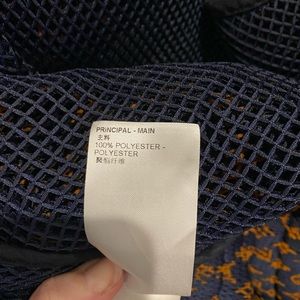 PRINCIPAL - MAIN
主料
100% POLYESTER -
POLYESTER
聚酯纤维